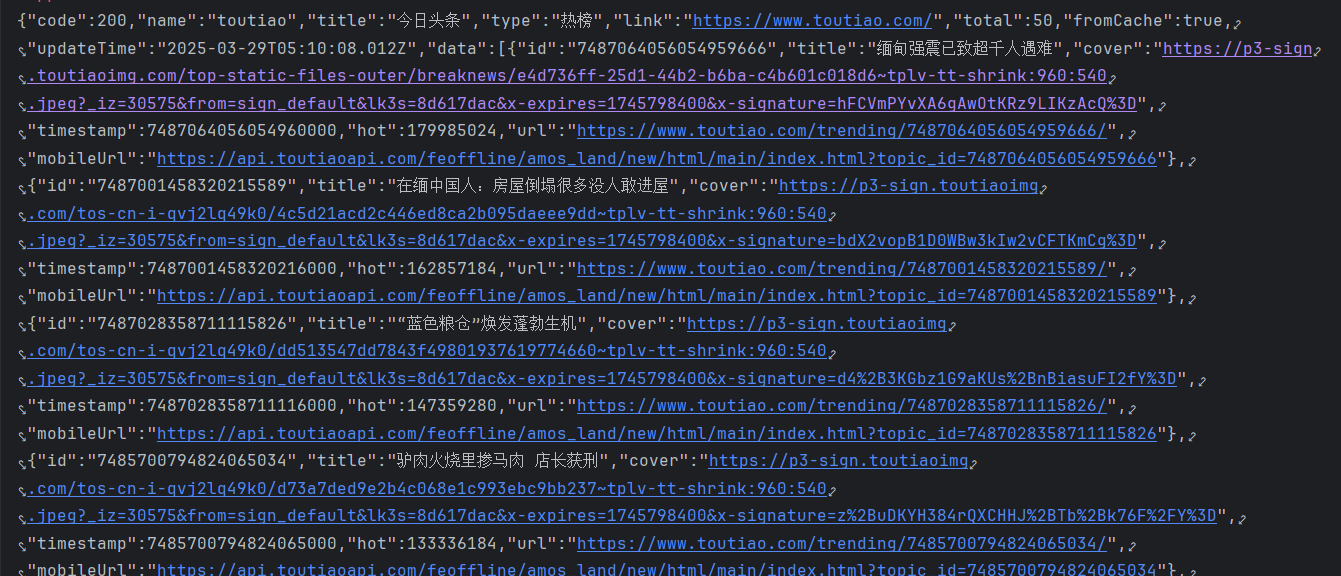 {"code":200,"name":"toutiao","title":"今日头条","type":"热榜","link":"https://www.toutiao.com/","total":50,"fromCache":true,
"updateTime":"2025-03-29T05:10:08.012Z","data":[{"id":"7487064056054959666","title":"缅甸强震已致超千人遇难","cover":"https://p3-sign
.toutiaoimg.com/top-static-files-outer/breaknews/e4d736ff-25d1-44b2-b6ba-c4b601c018d6~tplv-tt-shrink:960:540
.jpeg?_iz=30575&from=sign_default&lk3s=8d617dac&x-expires=1745798400&x-signature=hFCVmPYvXA6qAwOtKRz9LIKzAcQ%3D",
"timestamp":7487064056054960000,"hot":179985024,"url":"https://www.toutiao.com/trending/7487064056054959666/",
"mobileUrl":"https://api.toutiaoapi.com/feoffline/amos_land/new/html/main/index.html?topic_id=7487064056054959666"},
{"id":"7487001458320215589","title":"在缅中国人：房屋倒塌很多没人敢进屋","cover":"https://p3-sign.toutiaoimg
.com/tos-cn-i-qvj2lq49k0/4c5d21acd2c446ed8ca2b095daeee9dd~tplv-tt-shrink:960:540
.jpeg?_iz=30575&from=sign_default&lk3s=8d617dac&x-expires=1745798400&x-signature=bdX2vopB1D0WBw3kIw2vCFTKmCg%3D",
"timestamp":7487001458320216000,"hot":162857184,"url":"https://www.toutiao.com/trending/7487001458320215589/",
"mobileUrl":"https://api.toutiaoapi.com/feoffline/amos_land/new/html/main/index.html?topic_id=7487001458320215589"},
{"id":"7487028358711115826","title":"“蓝色粮仓”焕发蓬勃生机","cover":"https://p3-sign.toutiaoimg
.com/tos-cn-i-qvj2lq49k0/dd513547dd7843f49801937619774660~tplv-tt-shrink:960:540
.jpeg?_iz=30575&from=sign_default&lk3s=8d617dac&x-expires=1745798400&x-signature=d4%2B3KGbz1G9aKUs%2BnBiasuFI2fY%3D",
"timestamp":7487028358711116000,"hot":147359280,"url":"https://www.toutiao.com/trending/7487028358711115826/",
"mobileUrl":"https://api.toutiaoapi.com/feoffline/amos_land/new/html/main/index.html?topic_id=7487028358711115826"},
{"id":"7485700794824065034","title":"驴肉火烧里掺马肉 店长获刑","cover":"https://p3-sign.toutiaoimg
.com/tos-cn-i-qvj2lq49k0/d73a7ded9e2b4c068e1c993ebc9bb237~tplv-tt-shrink:960:540
.jpeg?_iz=30575&from=sign_default&lk3s=8d617dac&x-expires=1745798400&x-signature=z%2BuDKYH384rQXCHHJ%2BTb%2Bk76F%2FY%3D",
"timestamp":7485700794824065000,"hot":133336184,"url":"https://www.toutiao.com/trending/7485700794824065034/",
"mobileUrl":"https://api.toutiaoapi.com/feoffline/amos_land/new/html/main/index.html?topic_id=7485700794824065034"},